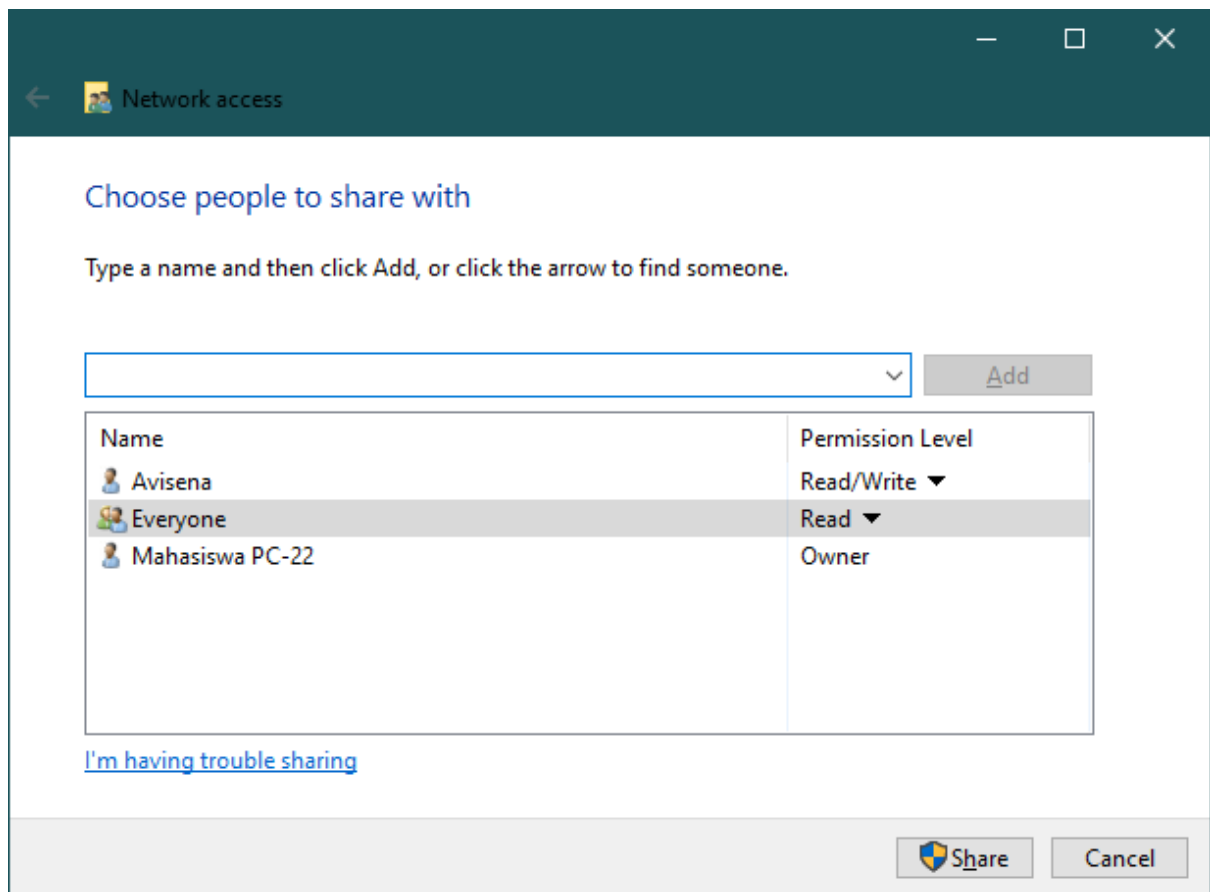 Network access
Choose people to share with
Type a name and then click Add, or click the arrow to find someone.
Add
Name Permission Level
Avisena Read/Write
Everyone Read
Mahasiswa PC-22 Owner
I'm having trouble sharing
Share Cancel